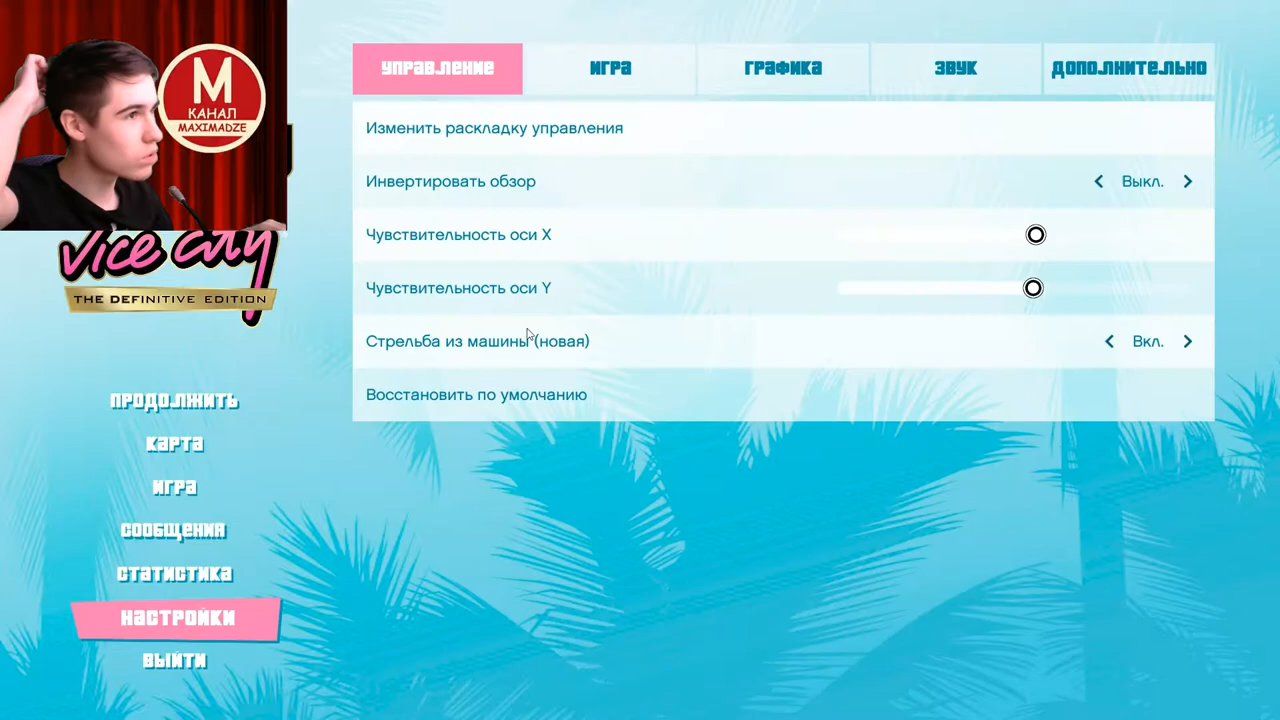 М
КАНАЛ
MAXIMADZE
vice city
THE DEFINITIVE EDITION
ПРОДОЛЖИТЬ
КАРТА
ИГРА
СООБЩЕНИЯ
СТАТИСТИКА
НАСТРОЙКИ
ВЫЙТИ
УПРАВЛЕНИЕ
ИГРА
ГРАФИКА
ЗВУК
ДОПОЛНИТЕЛЬНО
Изменить раскладку управления
Инвертировать обзор
Выкл.
Чувствительность оси X
Чувствительность оси Y
Стрельба из машины (новая)
Вкл.
Восстановить по умолчанию